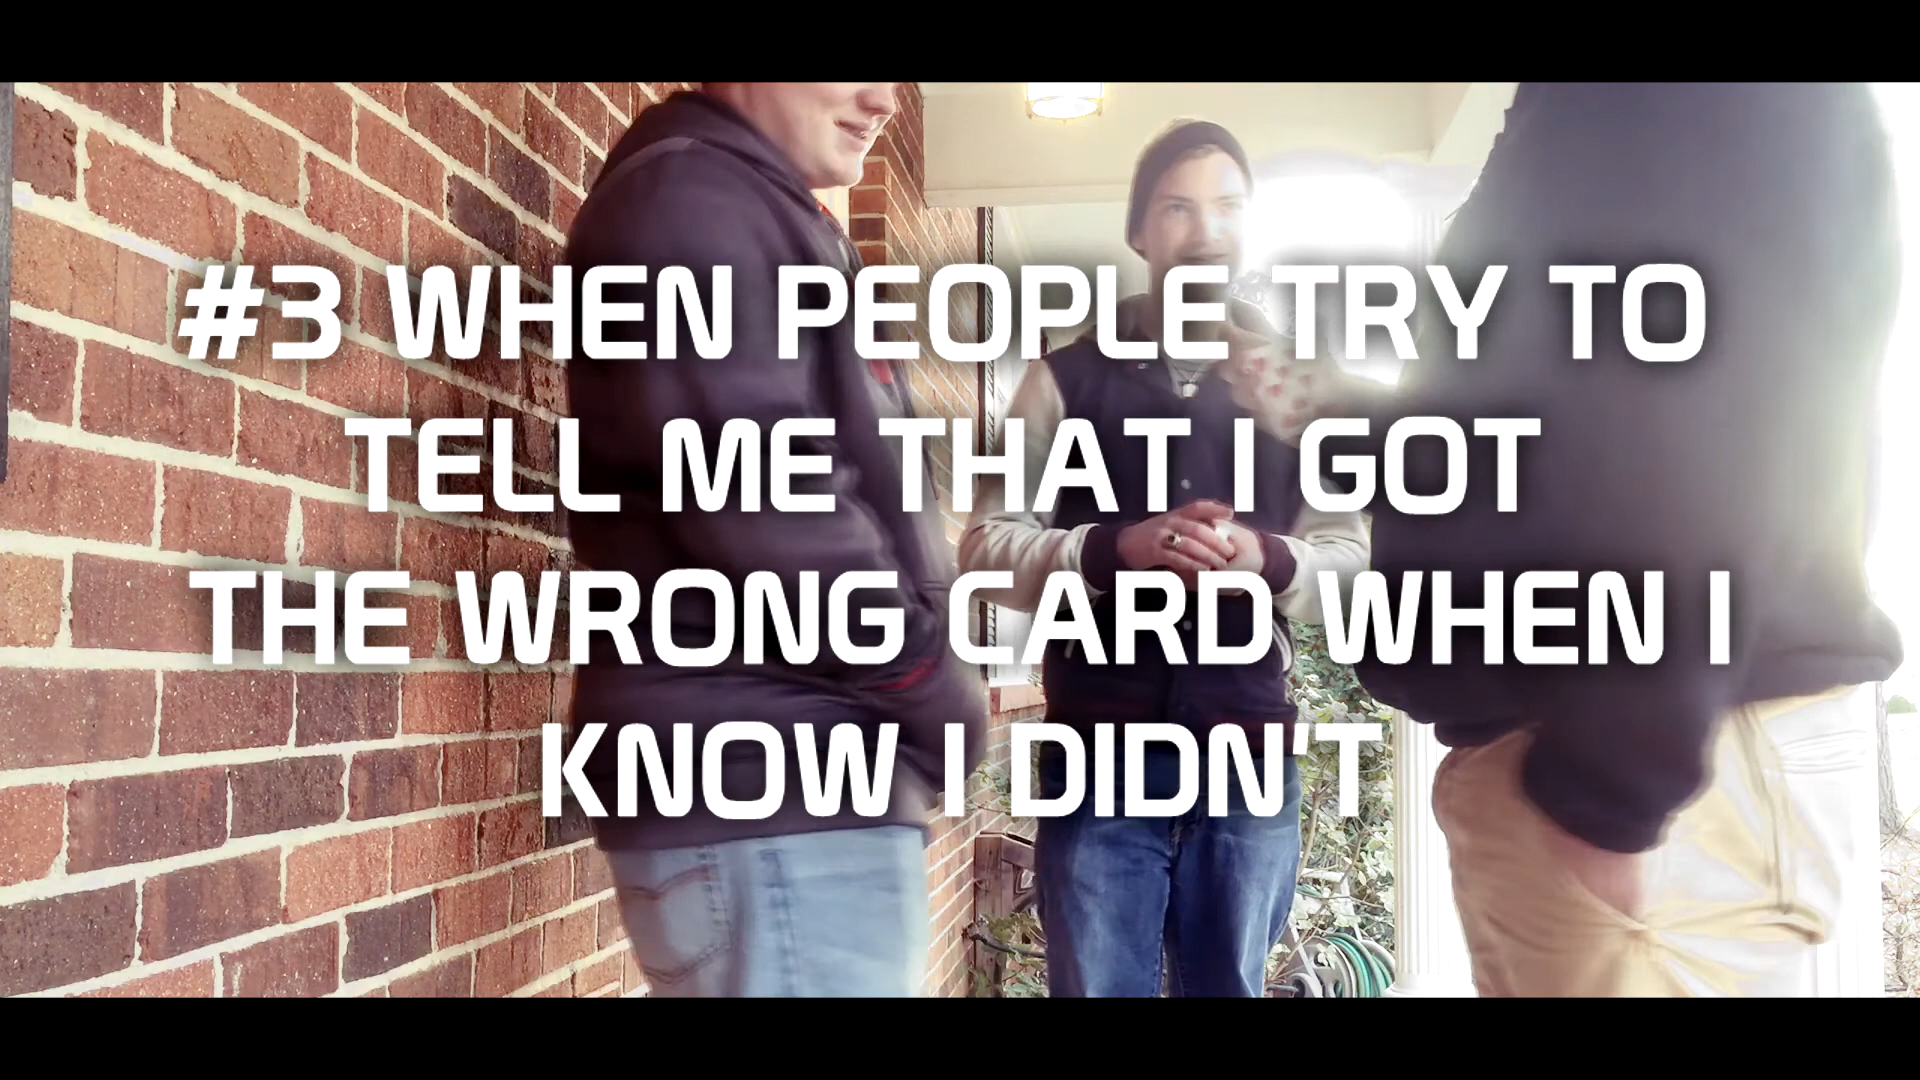 #3 WHEN PEOPLE TRY TO
TELL ME THAT I GOT
THE WRONG CARD WHEN I
KNOW I DIDN'T